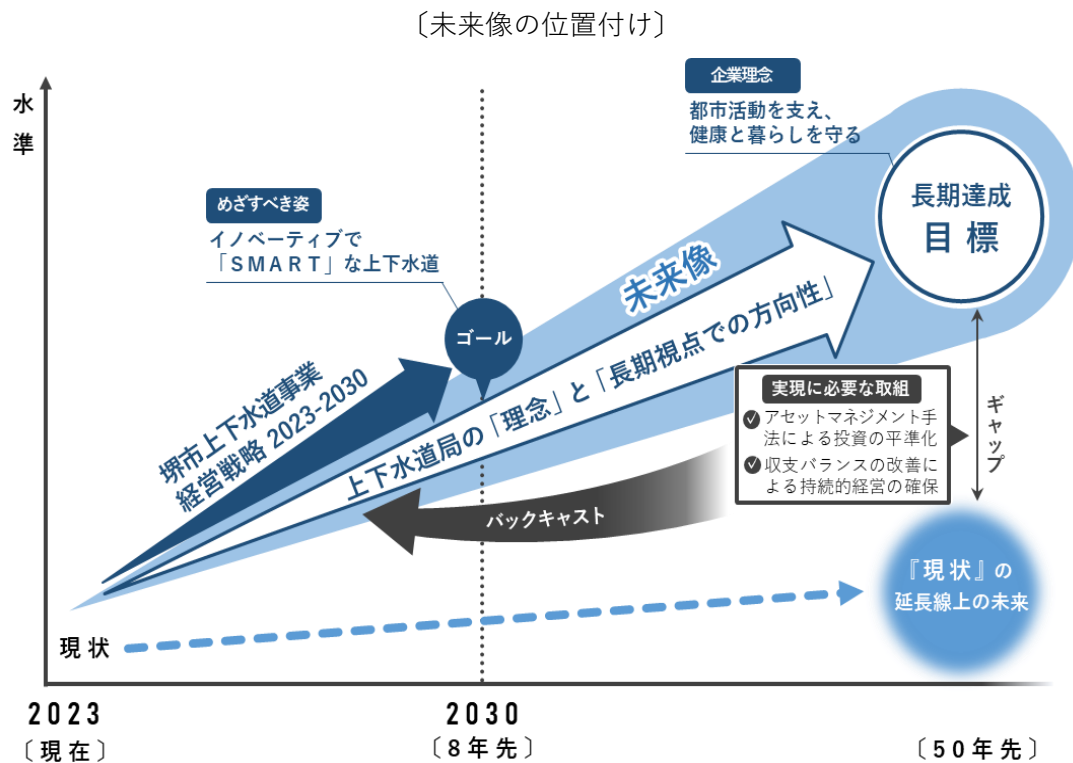 〔未来像の位置付け〕
水
準
企業理念
都市活動を支え、
健康と暮らしを守る
長期達成
目標
めざすべき姿
イノベーティブで
「ＳＭＡＲＴ」な上下水道
未来像
ゴール
堺市上下水道事業
経営戦略 2023-2030
上下水道局の「理念」と「長期視点での方向性」
実現に必要な取組
アセットマネジメント手
法による投資の平準化
収支バランスの改善に
よる持続的経営の確保
ギャップ
バックキャスト
『現状』の
延長線上の未来
現状
2023
〔現在〕
2030
〔8年先〕
〔50年先〕